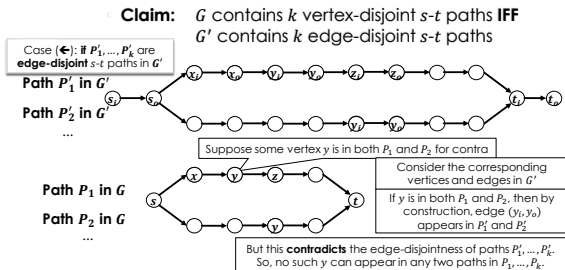 Claim: G contains k vertex-disjoint s-t paths IFF
G′ contains k edge-disjoint s-t paths
Case (←): if P′₁,…,P′ₖ are
edge-disjoint s-t paths in G′
Path P′₁ in G′
xᵢ xₒ yᵢ yₒ zᵢ zₒ
sᵢ sₒ tᵢ tₒ
Path P′₂ in G′
yᵢ yₒ
...
Suppose some vertex y is in both P₁ and P₂ for contra
x y z
Path P₁ in G
s t
Path P₂ in G
y
...
Consider the corresponding
vertices and edges in G′
If y is in both P₁ and P₂, then by
construction, edge (yᵢ, yₒ)
appears in P′₁ and P′₂
But this contradicts the edge-disjointness of paths P′₁,…,P′ₖ.
So, no such y can appear in any two paths in P₁,…,Pₖ.